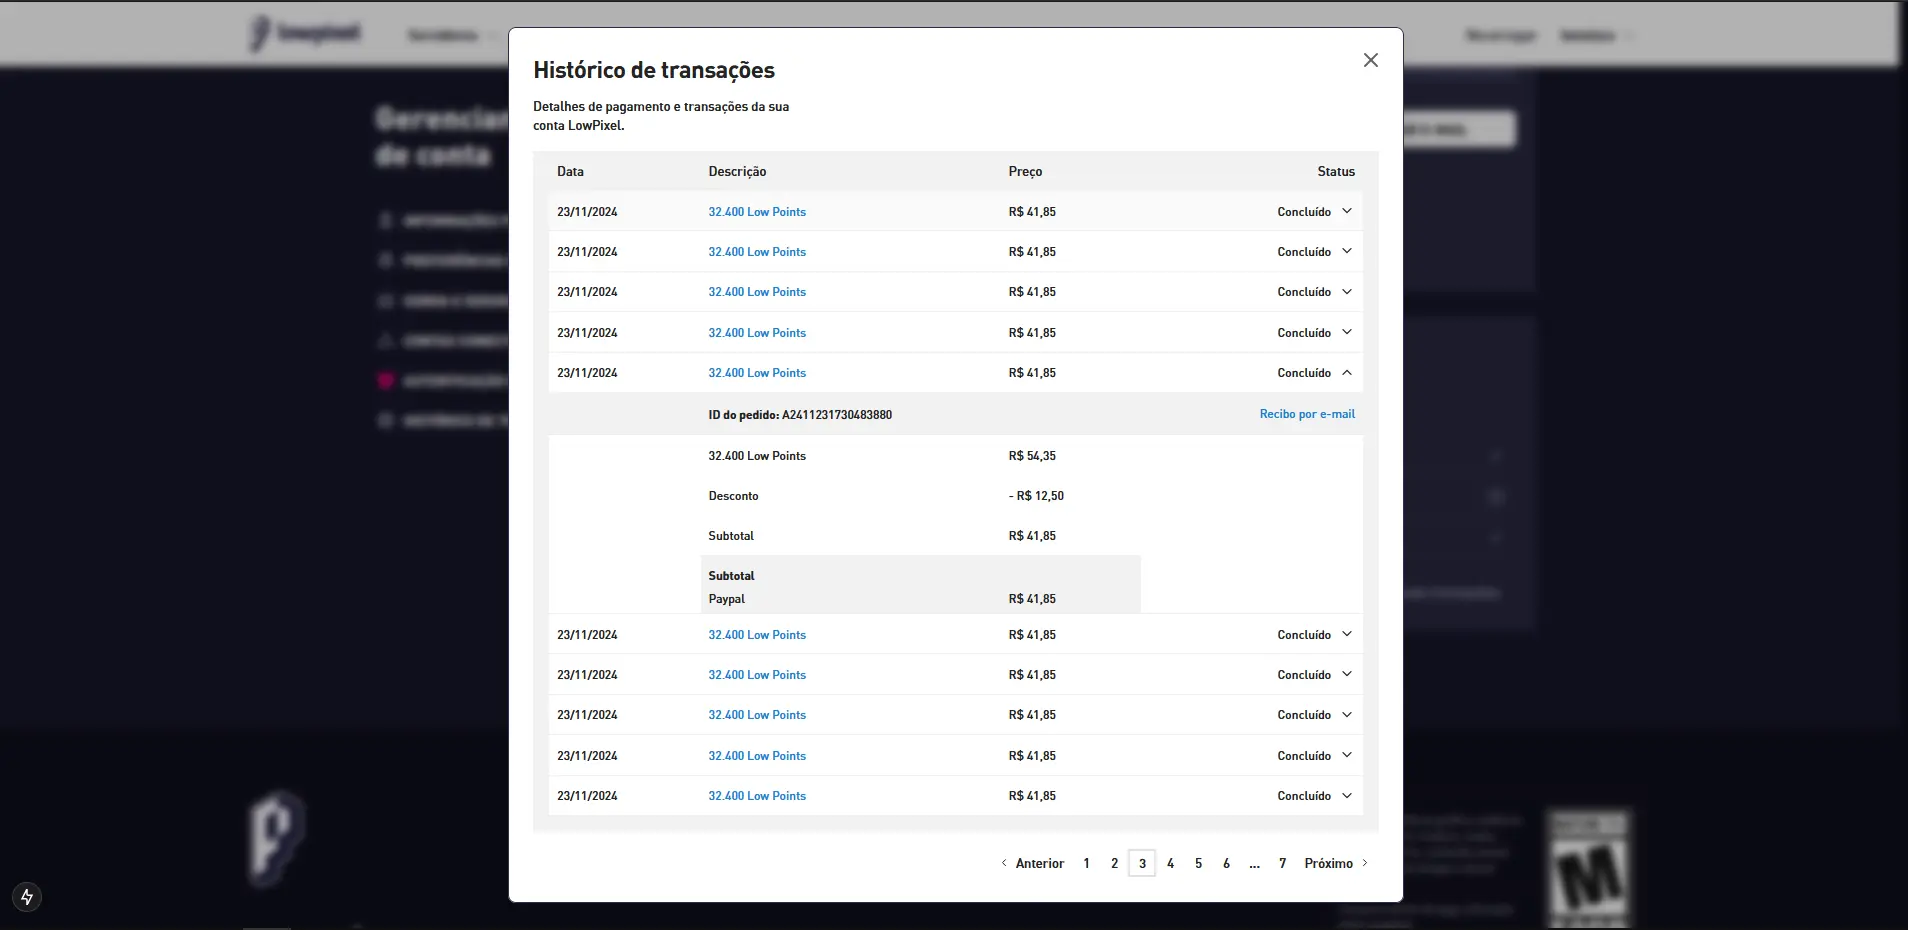 lowpixel
Histórico de transações
Detalhes de pagamento e transações da sua
conta LowPixel.
Data Descrição Preço Status
23/11/2024 32.400 Low Points R$ 41,85 Concluído
23/11/2024 32.400 Low Points R$ 41,85 Concluído
23/11/2024 32.400 Low Points R$ 41,85 Concluído
23/11/2024 32.400 Low Points R$ 41,85 Concluído
23/11/2024 32.400 Low Points R$ 41,85 Concluído
ID do pedido: A2411231730483880 Recibo por e-mail
32.400 Low Points R$ 54,35
Desconto - R$ 12,50
Subtotal R$ 41,85
Subtotal
Paypal R$ 41,85
23/11/2024 32.400 Low Points R$ 41,85 Concluído
23/11/2024 32.400 Low Points R$ 41,85 Concluído
23/11/2024 32.400 Low Points R$ 41,85 Concluído
23/11/2024 32.400 Low Points R$ 41,85 Concluído
23/11/2024 32.400 Low Points R$ 41,85 Concluído
Anterior 1 2 3 4 5 6 ... 7 Próximo
de conta
M